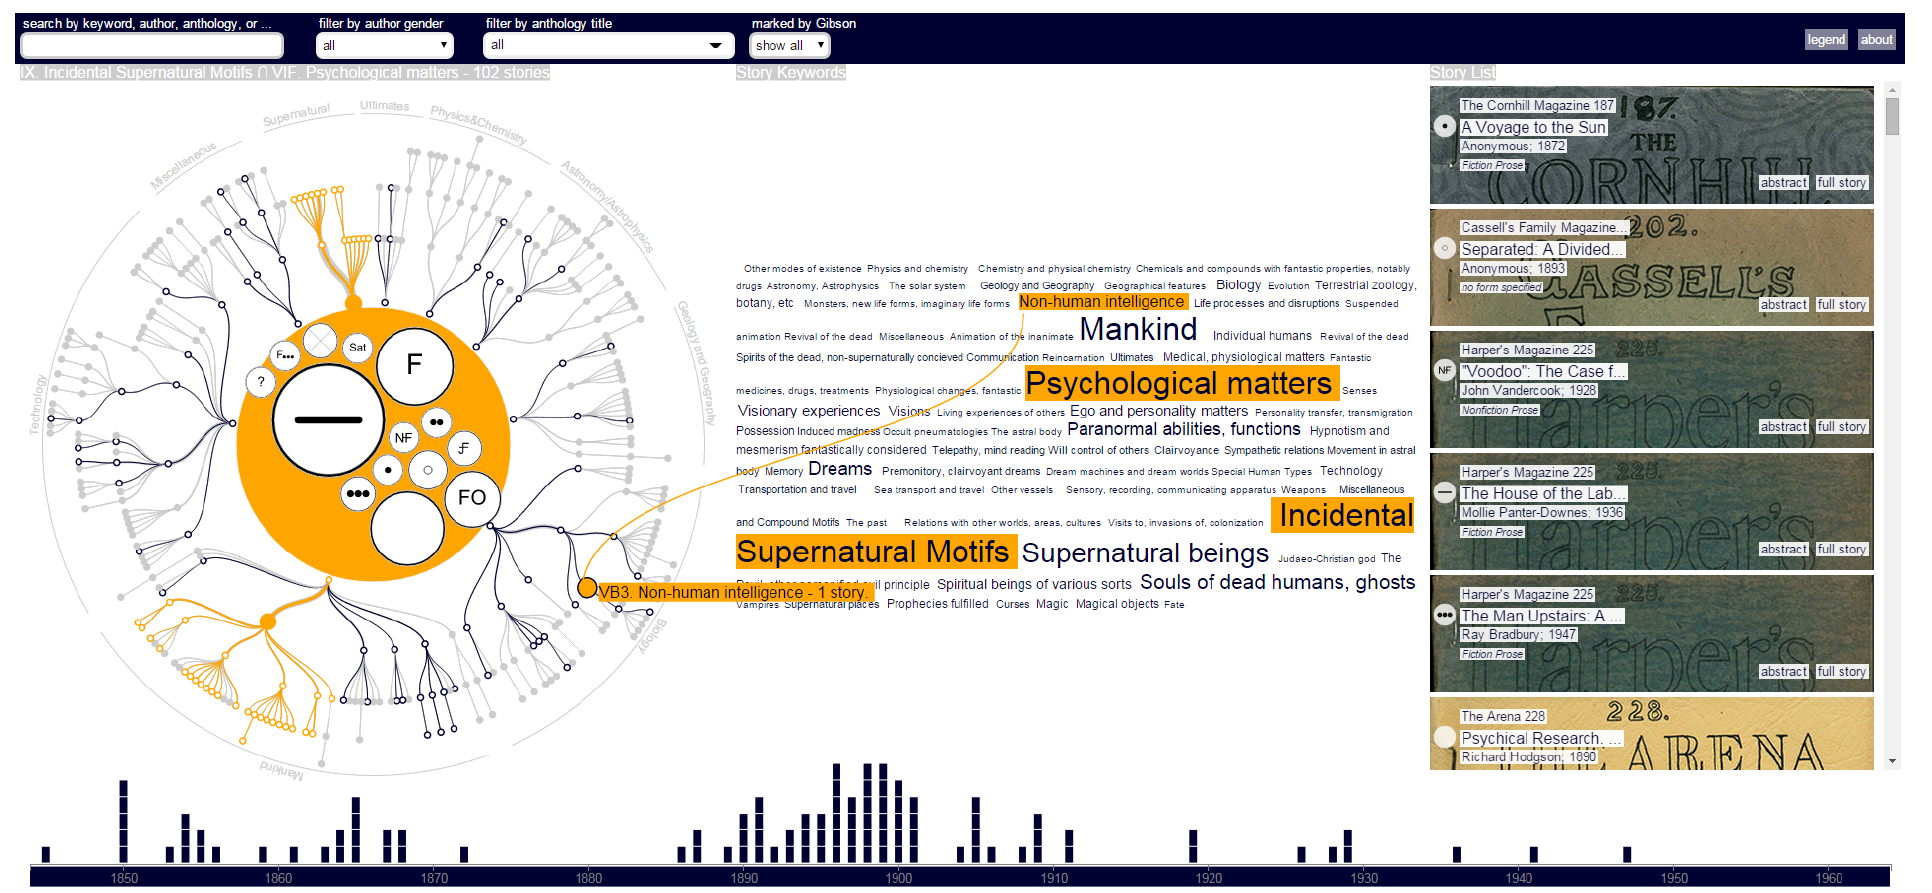 search by keyword, author, anthology, or ...
filter by author gender
filter by anthology title
marked by Gibson
all
all
show all
legend
about
IX. Incidental Supernatural Motifs ∩ VIF. Psychological matters - 102 stories
Story Keywords
Story List
Supernatural
Ultimates
Physics&Chemistry
Miscellaneous
Astronomy/Astrophysics
Geology and Geography
Technology
Biology
Mankind
F...
Sat
F
?
NF
FO
VB3. Non-human intelligence - 1 story.
Other modes of existence Physics and chemistry Chemistry and physical chemistry Chemicals and compounds with fantastic properties, notably
drugs Astronomy, Astrophysics The solar system Geology and Geography Geographical features Biology Evolution Terrestrial zoology,
botany, etc Monsters, new life forms, imaginary life forms Non-human intelligence Life processes and disruptions Suspended
animation Revival of the dead Miscellaneous Animation of the inanimate Mankind Individual humans Revival of the dead
Spirits of the dead, non-supernaturally concieved Communication Reincarnation Ultimates Medical, physiological matters Fantastic
medicines, drugs, treatments Physiological changes, fantastic Psychological matters Senses
Visionary experiences Visions Living experiences of others Ego and personality matters Personality transfer, transmigration
Possession Induced madness Occult pneumatologies The astral body Paranormal abilities, functions Hypnotism and
mesmerism fantastically considered Telepathy, mind reading Will control of others Clairvoyance Sympathetic relations Movement in astral
body Memory Dreams Premonitory, clairvoyant dreams Dream machines and dream worlds Special Human Types Technology
Transportation and travel Sea transport and travel Other vessels Sensory, recording, communicating apparatus Weapons Miscellaneous
and Compound Motifs The past Relations with other worlds, areas, cultures Visits to, invasions of, colonization Incidental
Supernatural Motifs Supernatural beings Judaeo-Christian god The
principle Spiritual beings of various sorts Souls of dead humans, ghosts
Vampires Supernatural places Prophecies fulfilled Curses Magic Magical objects Fate
The Cornhill Magazine 187
A Voyage to the Sun
Anonymous; 1872
Fiction Prose
abstract full story
187.
THE
CORNHILL
Cassell's Family Magazine...
Separated: A Divided...
Anonymous; 1893
no form specified
abstract full story
202.
CASSELL'S
Harper's Magazine 225
"Voodoo": The Case f...
John Vandercook; 1928
Nonfiction Prose
abstract full story
225.
Harper's
Harper's Magazine 225
The House of the Lab...
Mollie Panter-Downes; 1936
Fiction Prose
abstract full story
225.
Harper's
Harper's Magazine 225
The Man Upstairs: A ...
Ray Bradbury; 1947
Fiction Prose
abstract full story
225.
Harper's
The Arena 228
Psychical Research. ...
Richard Hodgson; 1890
228.
ARENA
1850 1860 1870 1880 1890 1900 1910 1920 1930 1940 1950 1960